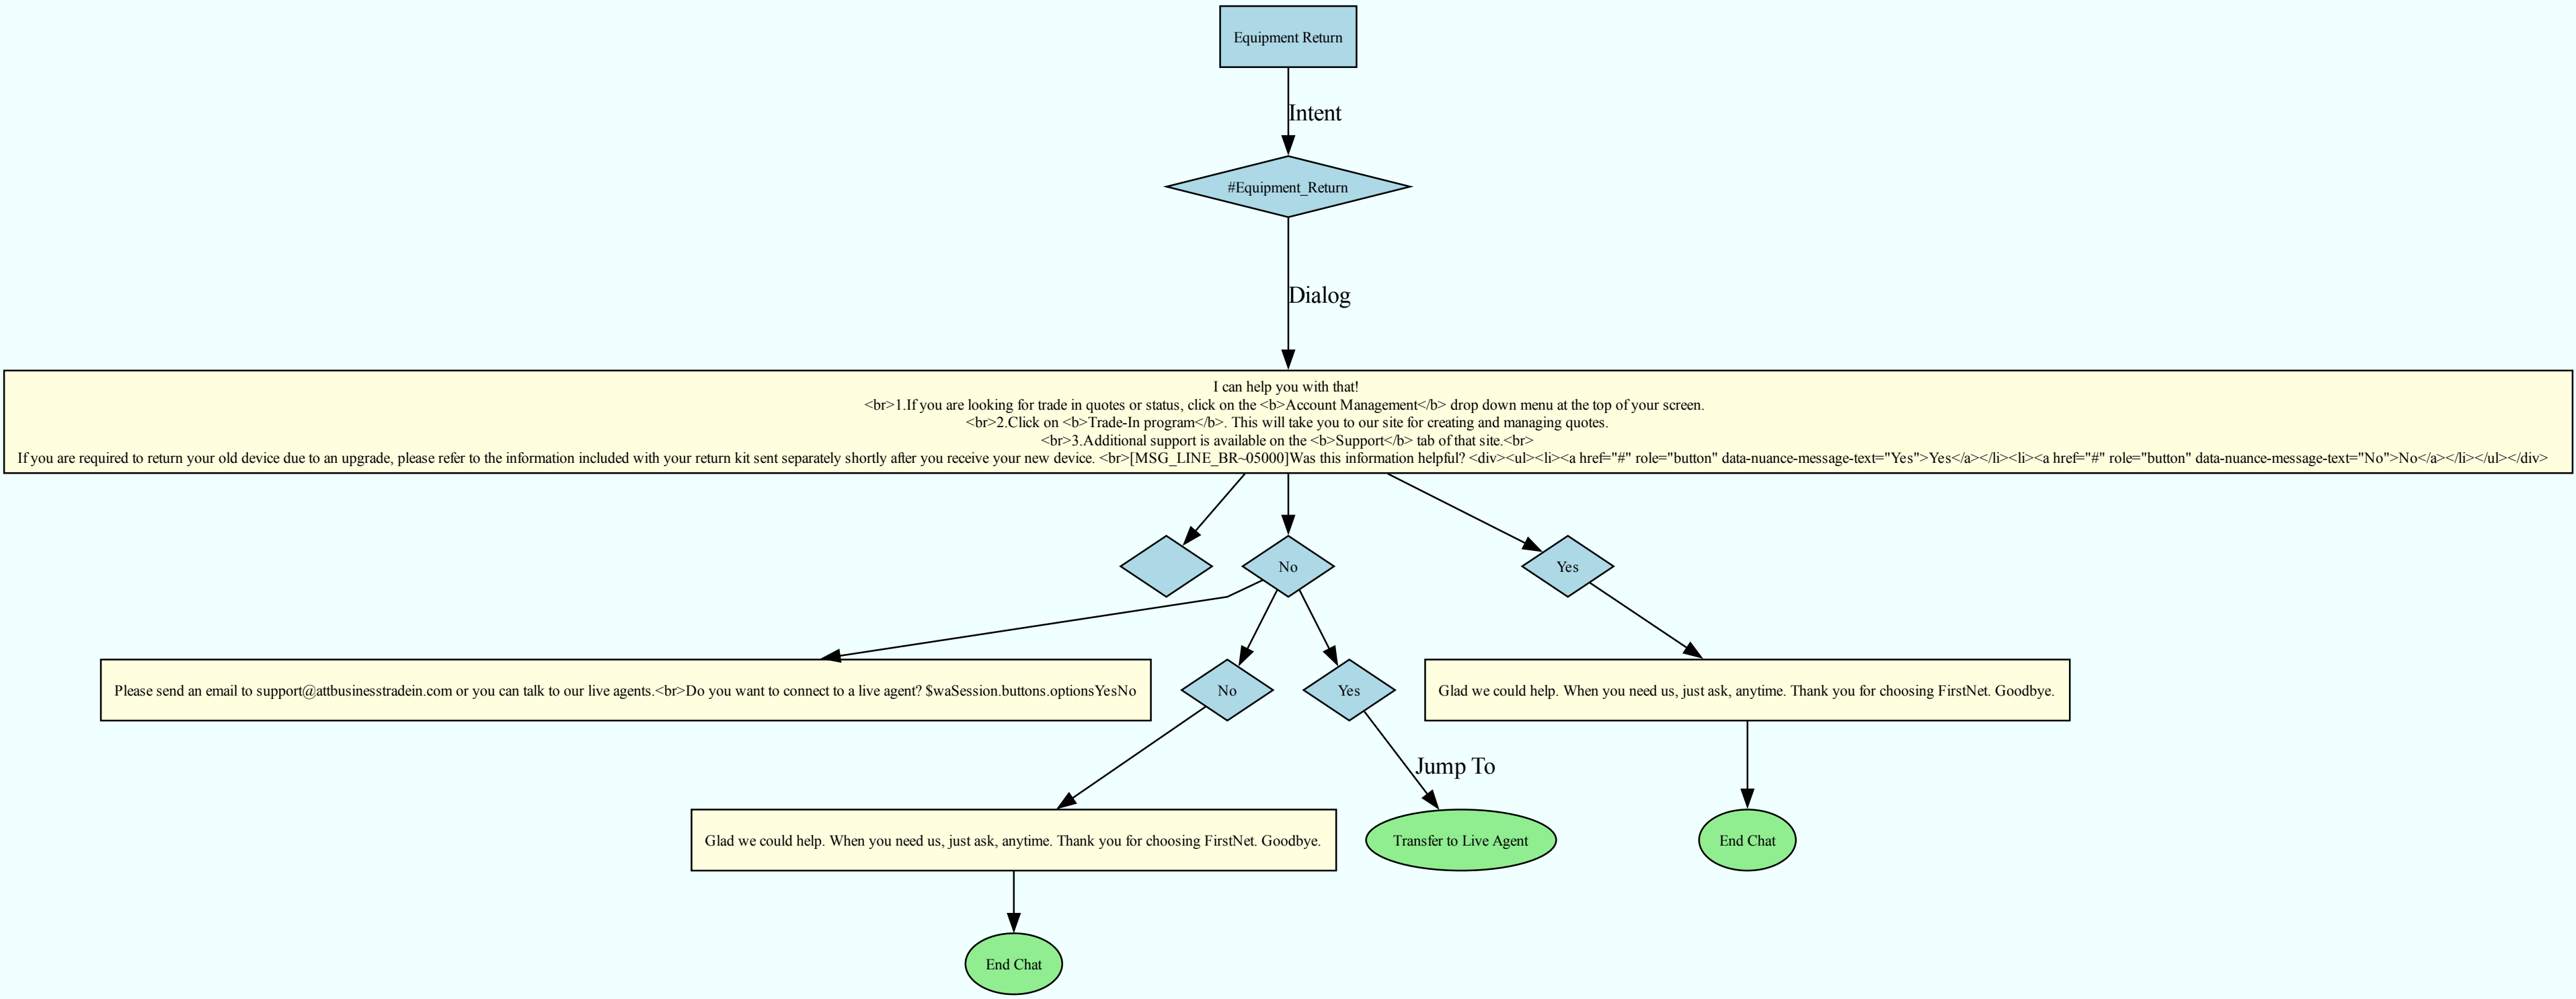 Equipment Return
Intent
#Equipment_Return
Dialog
I can help you with that!
<br>1.If you are looking for trade in quotes or status, click on the <b>Account Management</b> drop down menu at the top of your screen.
<br>2.Click on <b>Trade-In program</b>. This will take you to our site for creating and managing quotes.
<br>3.Additional support is available on the <b>Support</b> tab of that site.<br>
If you are required to return your old device due to an upgrade, please refer to the information included with your return kit sent separately shortly after you receive your new device. <br>[MSG_LINE_BR~05000]Was this information helpful? <div><ul><li><a href="#" role="button" data-nuance-message-text="Yes">Yes</a></li><li><a href="#" role="button" data-nuance-message-text="No">No</a></li></ul></div>
No
Yes
Please send an email to support@attbusinesstradein.com or you can talk to our live agents.<br>Do you want to connect to a live agent? $waSession.buttons.optionsYesNo
No
Yes
Glad we could help. When you need us, just ask, anytime. Thank you for choosing FirstNet. Goodbye.
Jump To
Glad we could help. When you need us, just ask, anytime. Thank you for choosing FirstNet. Goodbye.
Transfer to Live Agent
End Chat
End Chat